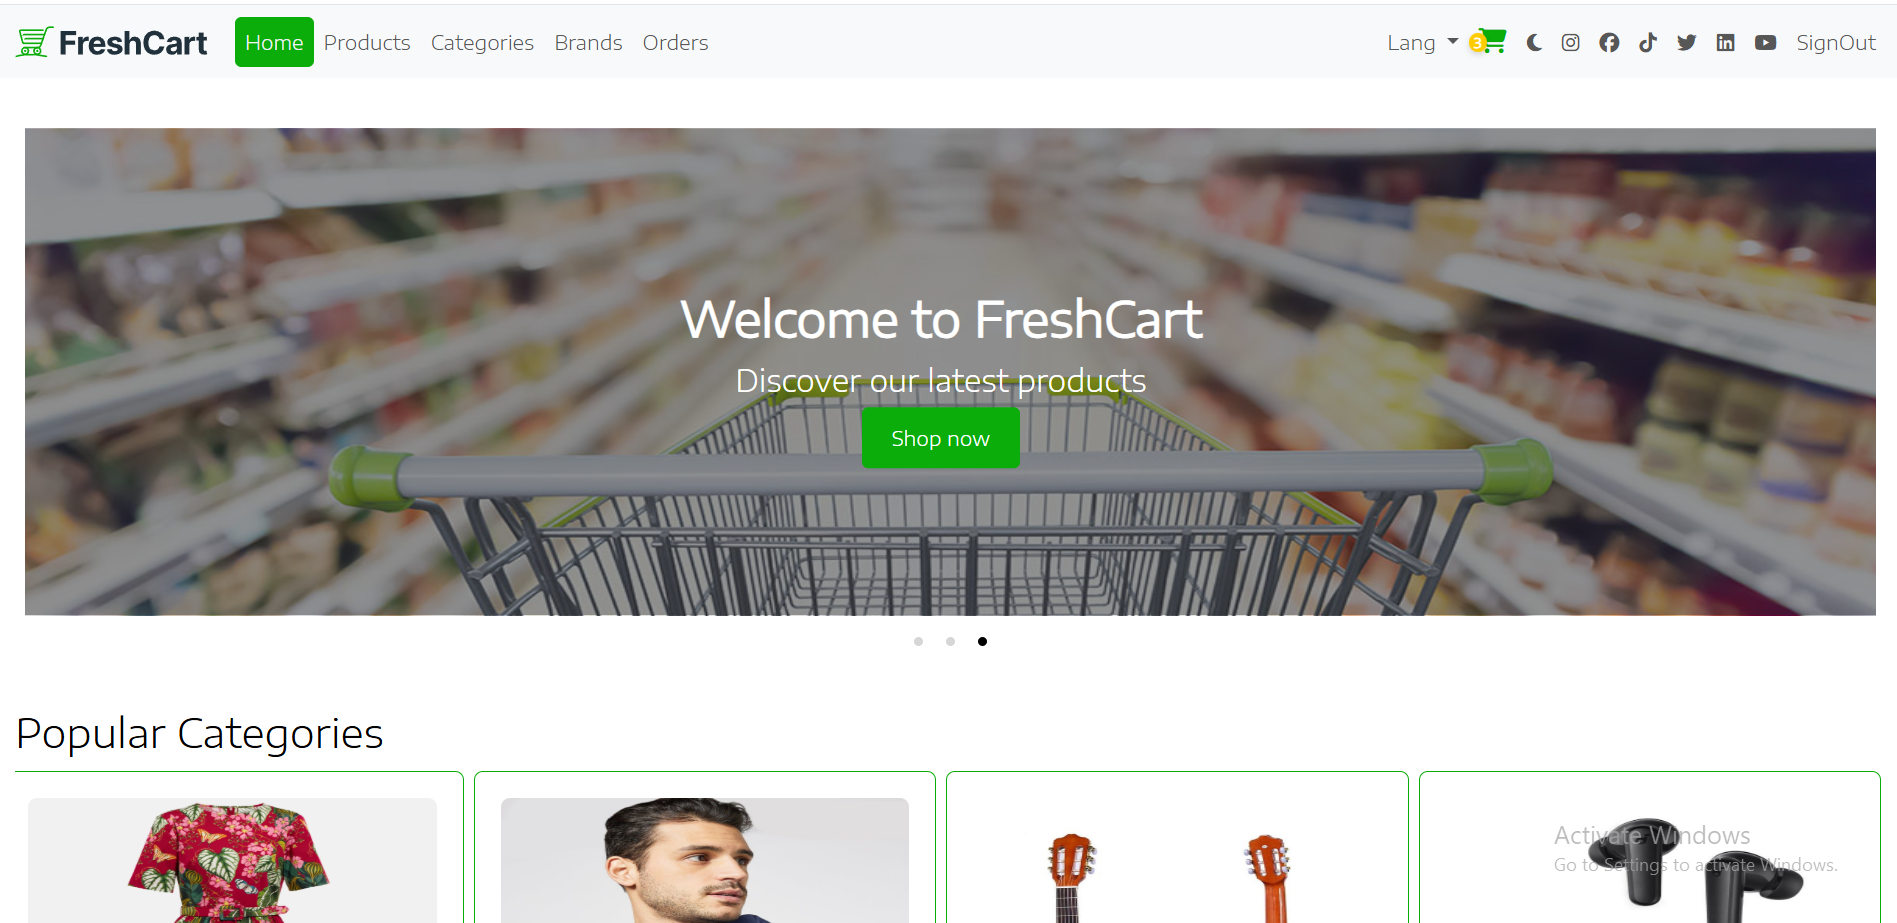 FreshCart Home Products Categories Brands Orders Lang 3 SignOut
Welcome to FreshCart
Discover our latest products
Shop now
Popular Categories
Activate Windows
Go to Settings to activate Windows.